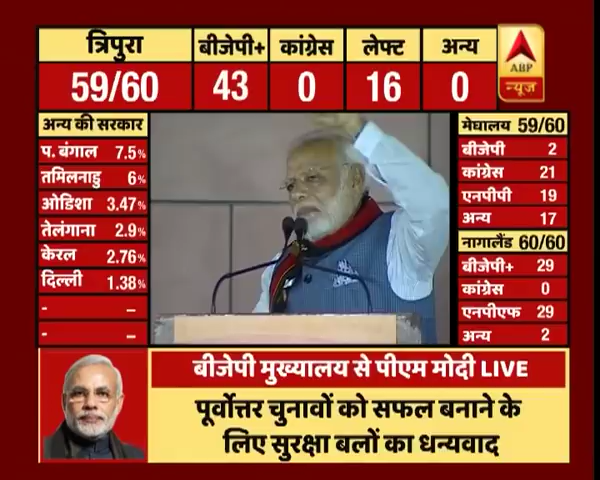 त्रिपुरा बीजेपी+ कांग्रेस लेफ्ट अन्य
59/60 43 0 16 0
ABP
न्यूज़
अन्य की सरकार
प. बंगाल 7.5%
तमिलनाडु 6%
ओडिशा 3.47%
तेलंगाना 2.9%
केरल 2.76%
दिल्ली 1.38%
- –
- –
मेघालय 59/60
बीजेपी 2
कांग्रेस 21
एनपीपी 19
अन्य 17
नागालैंड 60/60
बीजेपी+ 29
कांग्रेस 0
एनपीएफ 29
अन्य 2
बीजेपी मुख्यालय से पीएम मोदी LIVE
पूर्वोत्तर चुनावों को सफल बनाने के
लिए सुरक्षा बलों का धन्यवाद